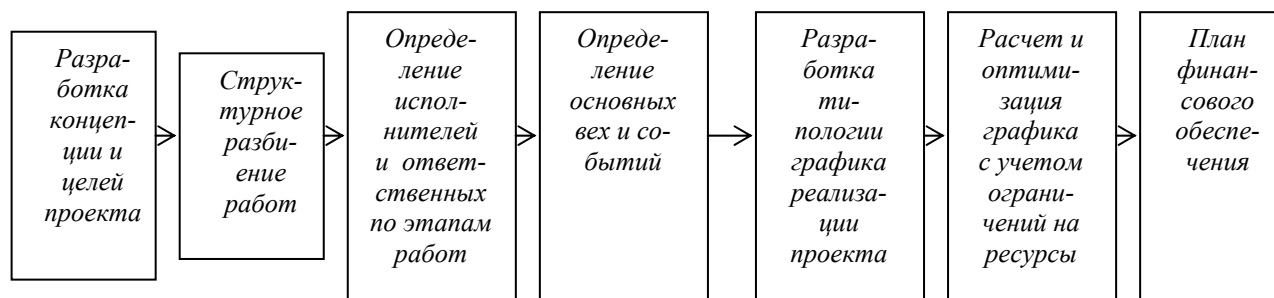 Разра-
ботка
концеп-
ции и
целей
проекта
Струк-
турное
разби-
ение
работ
Опреде-
ление
испол-
нителей
и ответ-
ственных
по этапам
работ
Опреде-
ление
основных
вех и со-
бытий
Разра-
ботка
ти-
пологии
графика
реализа-
ции
проекта
Расчет и
оптими-
зация
графика
с учетом
ограни-
чений на
ресурсы
План
финан-
сового
обеспе-
чения